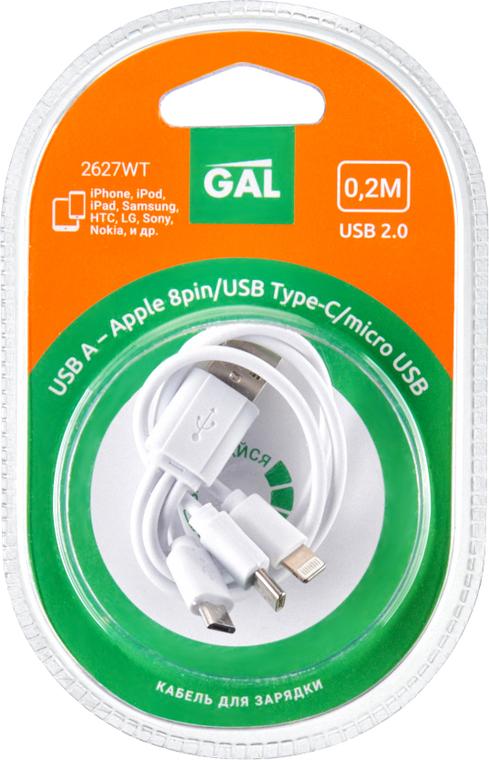 2627WT
iPhone, iPod,
iPad, Samsung,
HTC, LG, Sony,
Nokia, и др.
GAL
0,2М
USB 2.0
USB A – Apple 8pin/USB Type-C/micro USB
КАБЕЛЬ ДЛЯ ЗАРЯДКИ